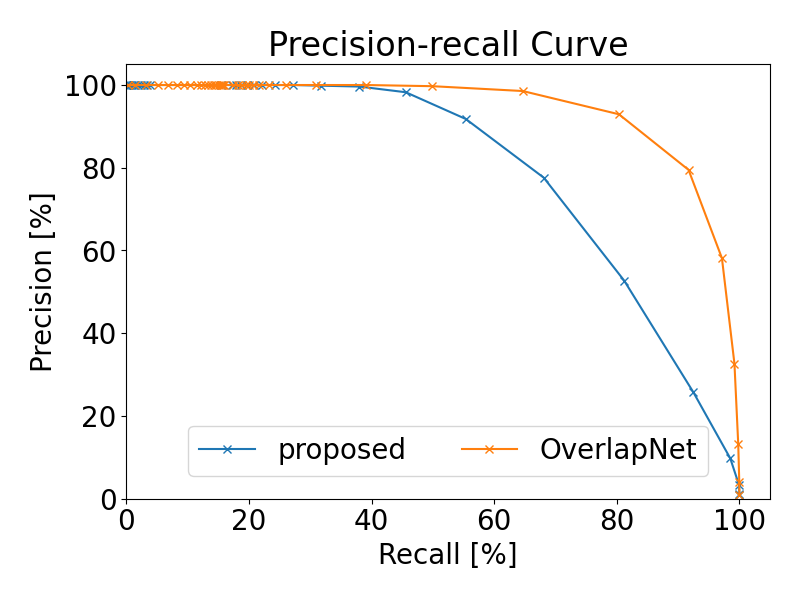 Precision-recall Curve
Precision [%]
100
80
60
40
20
0
proposed
OverlapNet
0 20 40 60 80 100
Recall [%]